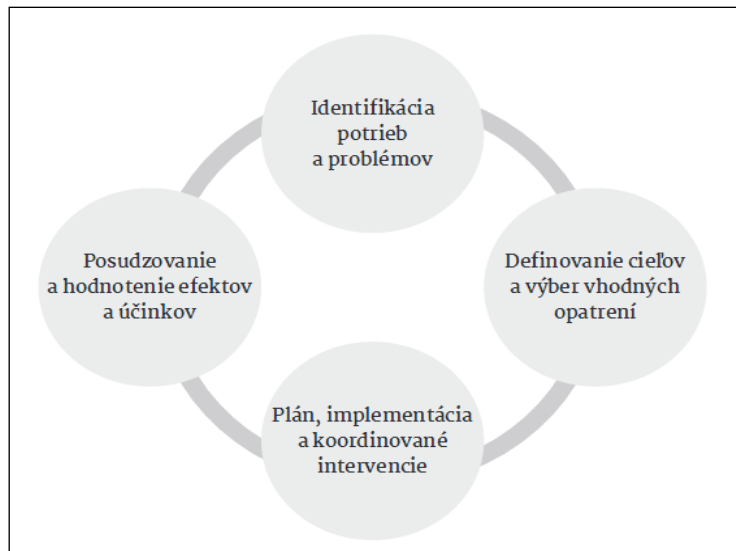 Identifikácia
potrieb
a problémov
Posudzovanie
a hodnotenie efektov
a účinkov
Definovanie cieľov
a výber vhodných
opatrení
Plán, implementácia
a koordinované
intervencie